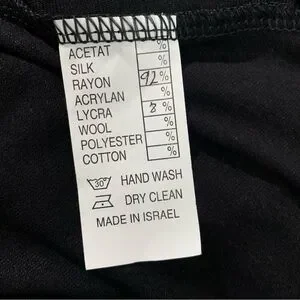 ACETAT %
SILK %
RAYON 92%
ACRYLAN %
LYCRA 8%
WOOL %
POLYESTER %
COTTON %
30° HAND WASH
DRY CLEAN
MADE IN ISRAEL